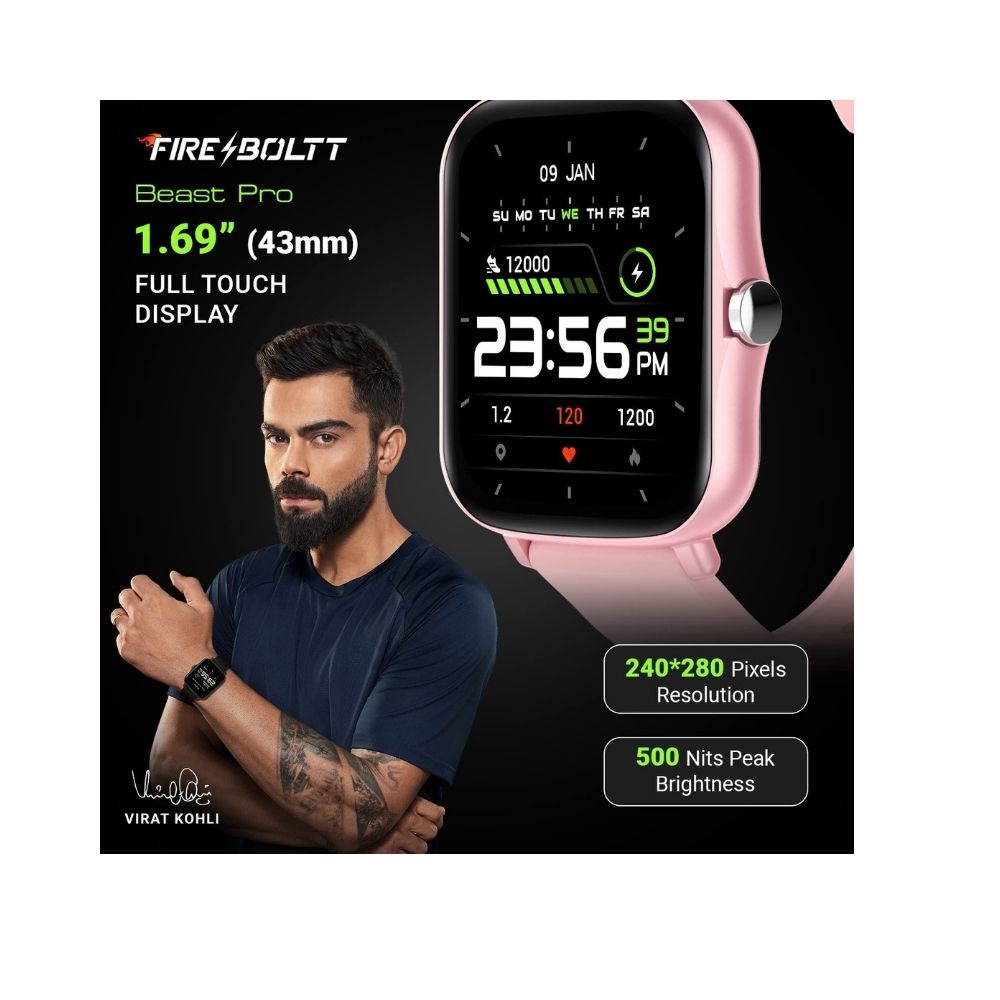 FIRE BOLTT
Beast Pro
1.69” (43mm)
FULL TOUCH
DISPLAY
09 JAN
SU MO TU WE TH FR SA
12000
23:56 39 PM
1.2 120 1200
240*280 Pixels
Resolution
500 Nits Peak
Brightness
VIRAT KOHLI